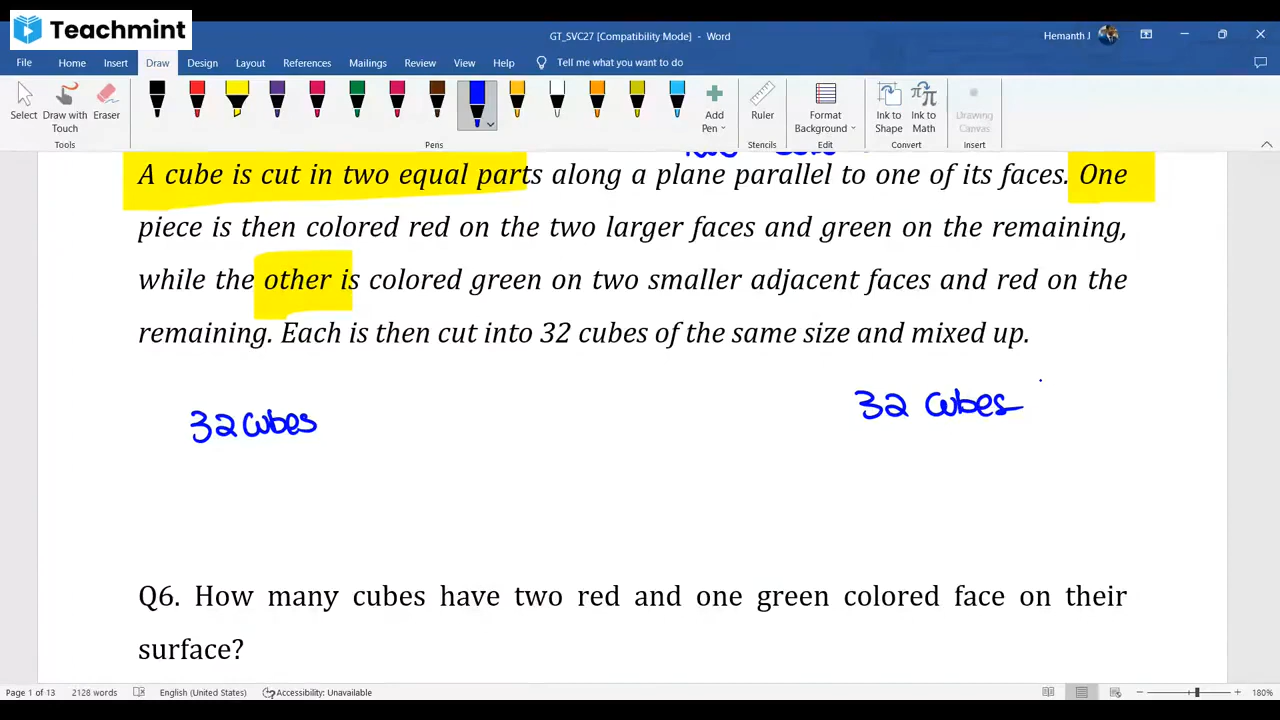 Teachmint
GT_SVC27 [Compatibility Mode] - Word
Hemanth J
File Home Insert Draw Design Layout References Mailings Review View Help Tell me what you want to do
Select Draw with Touch Eraser Add Pen Ruler Format Background Ink to Shape Ink to Math Drawing Canvas
Tools Pens Stencils Edit Convert Insert
A cube is cut in two equal parts along a plane parallel to one of its faces. One
piece is then colored red on the two larger faces and green on the remaining,
while the other is colored green on two smaller adjacent faces and red on the
remaining. Each is then cut into 32 cubes of the same size and mixed up.
32 cubes
32 cubes
Q6. How many cubes have two red and one green colored face on their
surface?
Page 1 of 13 2128 words English (United States) Accessibility: Unavailable 180%